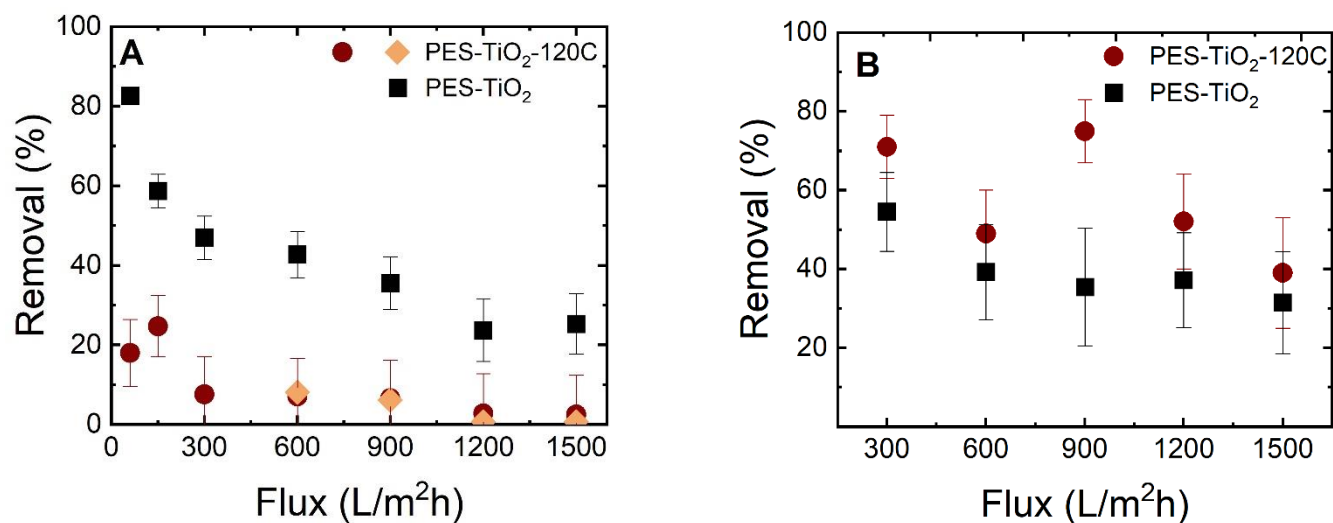 A
PES-TiO₂-120C
PES-TiO₂
100
80
60
40
20
0
Removal (%)
0 300 600 900 1200 1500
Flux (L/m²h)
B
PES-TiO₂-120C
PES-TiO₂
100
80
60
40
20
Removal (%)
300 600 900 1200 1500
Flux (L/m²h)